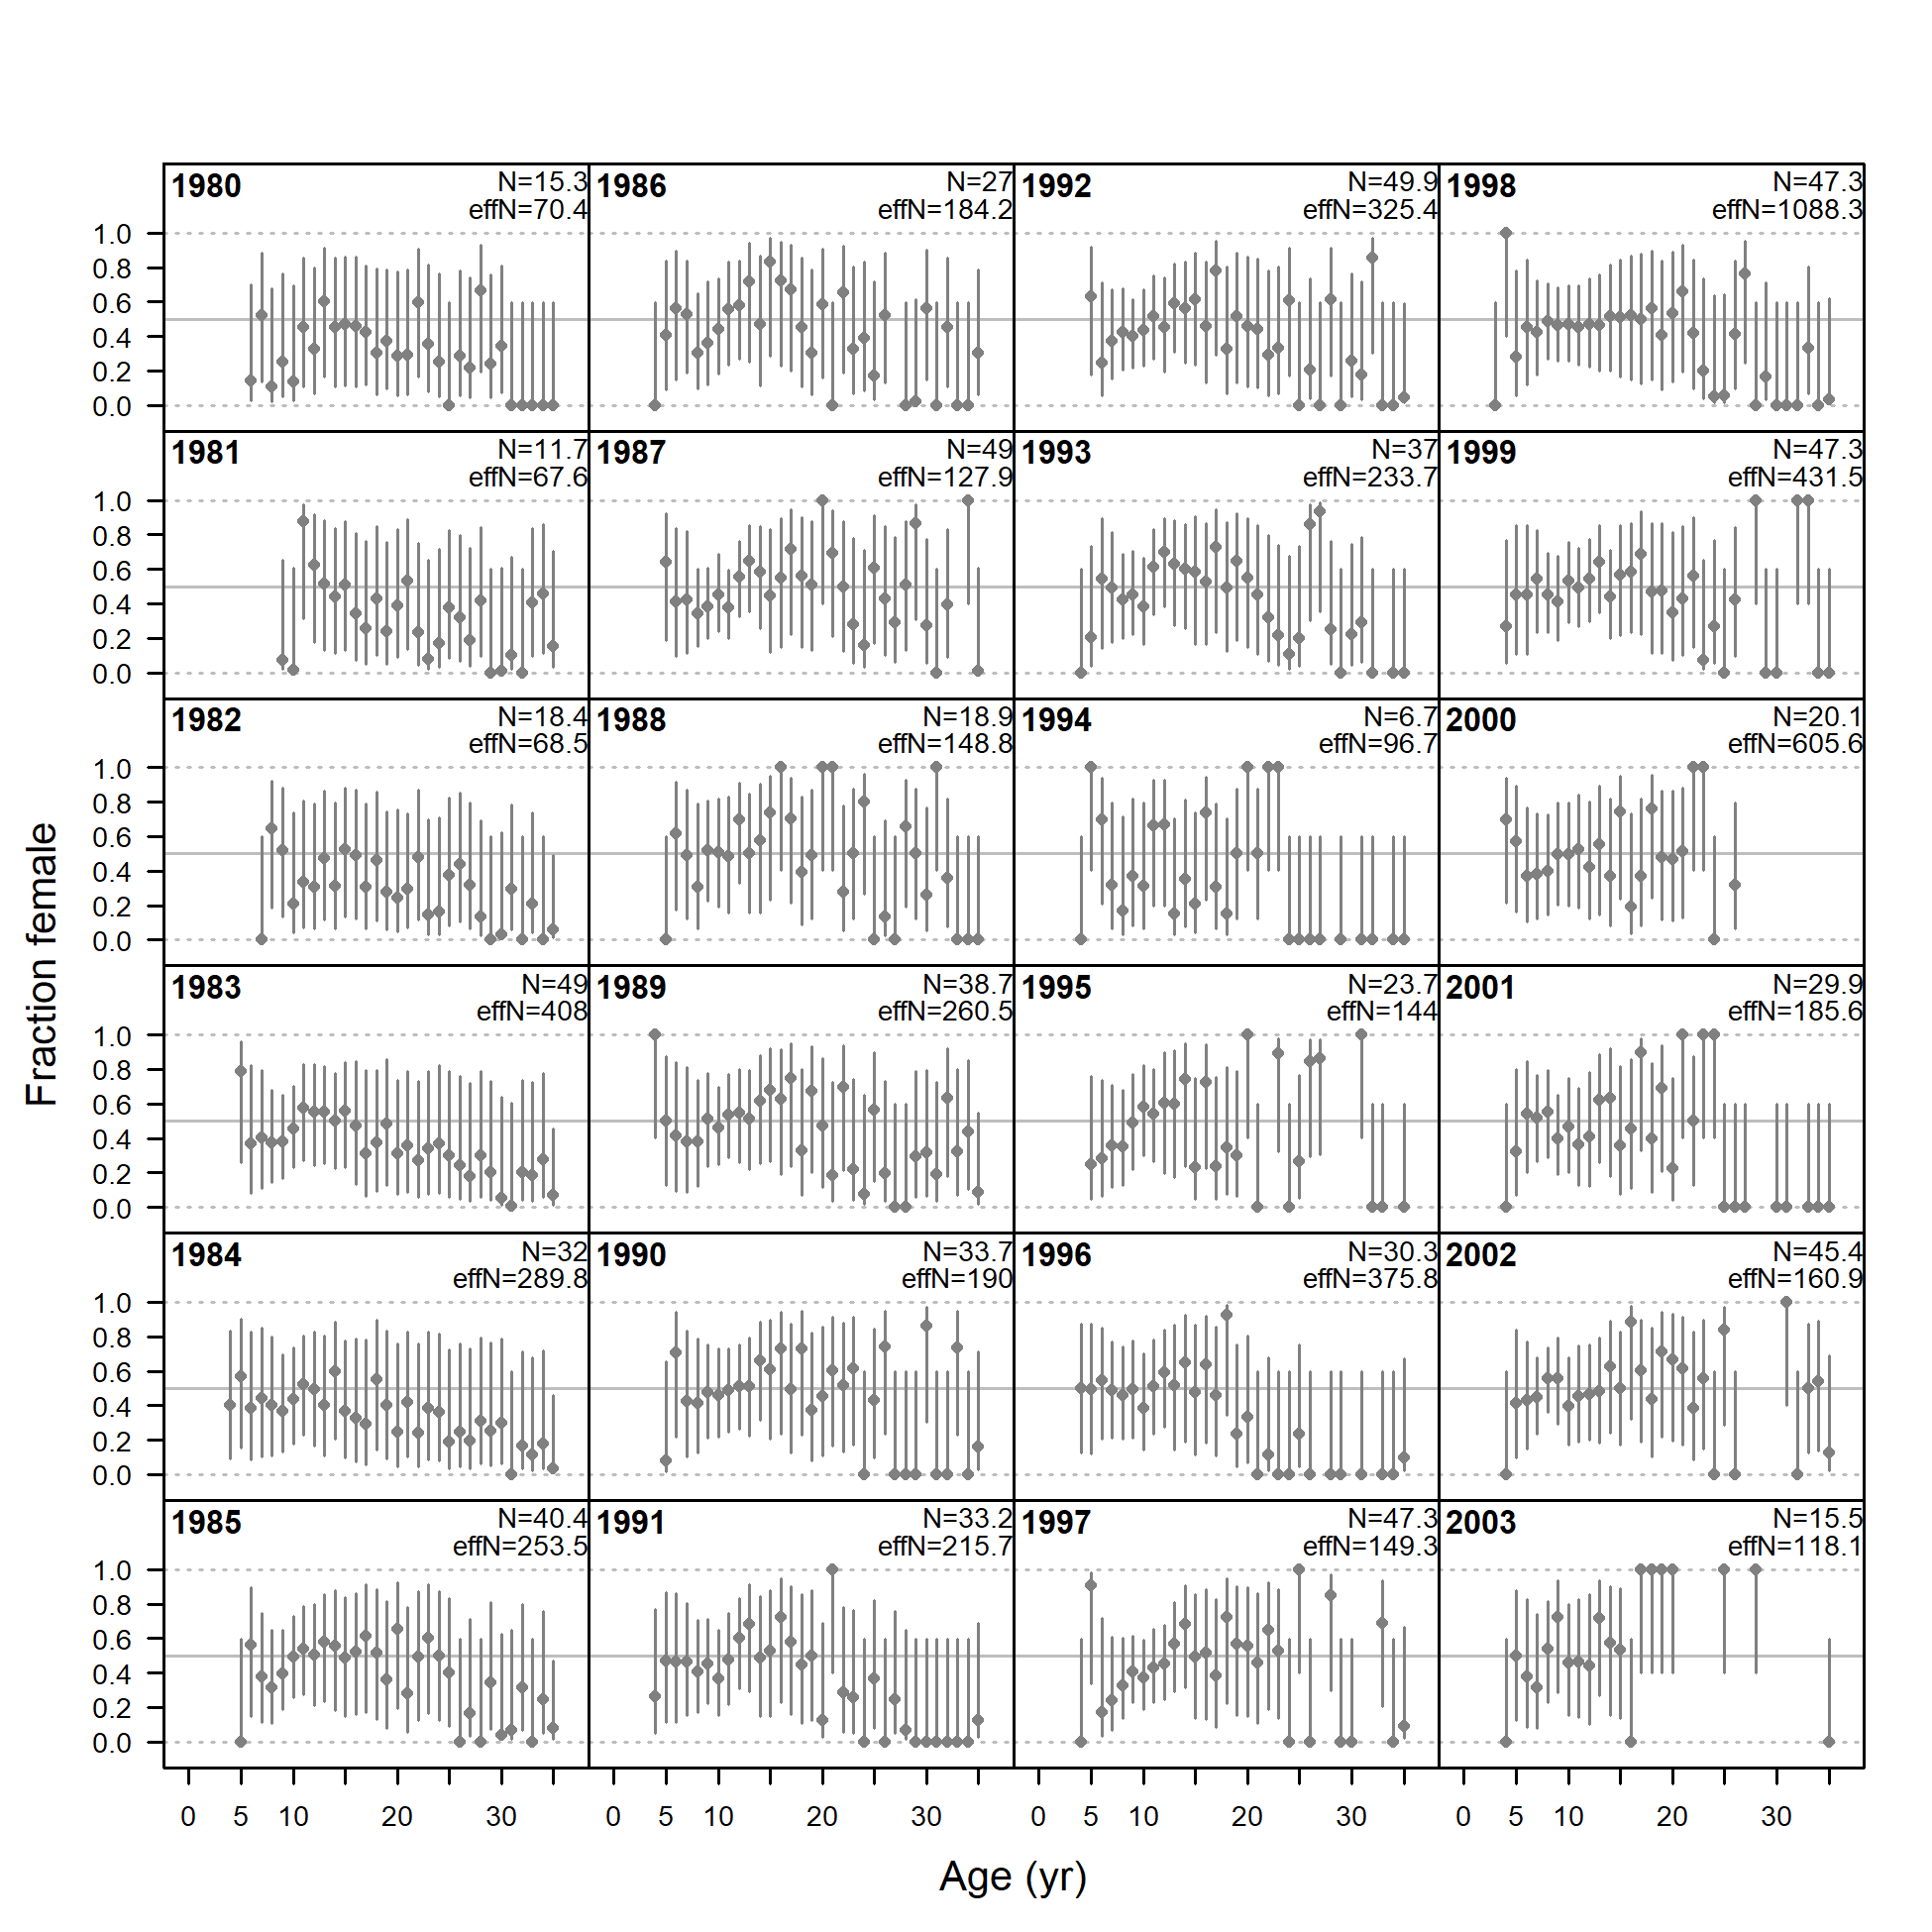 1980 N=15.3
effN=70.4
1986 N=27
effN=184.2
1992 N=49.9
effN=325.4
1998 N=47.3
effN=1088.3
1.0
0.8
0.6
0.4
0.2
0.0
1981 N=11.7
effN=67.6
1987 N=49
effN=127.9
1993 N=37
effN=233.7
1999 N=47.3
effN=431.5
1.0
0.8
0.6
0.4
0.2
0.0
1982 N=18.4
effN=68.5
1988 N=18.9
effN=148.8
1994 N=6.7
effN=96.7
2000 N=20.1
effN=605.6
1.0
0.8
0.6
0.4
0.2
0.0
1983 N=49
effN=408
1989 N=38.7
effN=260.5
1995 N=23.7
effN=144
2001 N=29.9
effN=185.6
1.0
0.8
0.6
0.4
0.2
0.0
1984 N=32
effN=289.8
1990 N=33.7
effN=190
1996 N=30.3
effN=375.8
2002 N=45.4
effN=160.9
1.0
0.8
0.6
0.4
0.2
0.0
1985 N=40.4
effN=253.5
1991 N=33.2
effN=215.7
1997 N=47.3
effN=149.3
2003 N=15.5
effN=118.1
1.0
0.8
0.6
0.4
0.2
0.0
0 5 10 20 30 0 5 10 20 30 0 5 10 20 30 0 5 10 20 30
Age (yr)
Fraction female